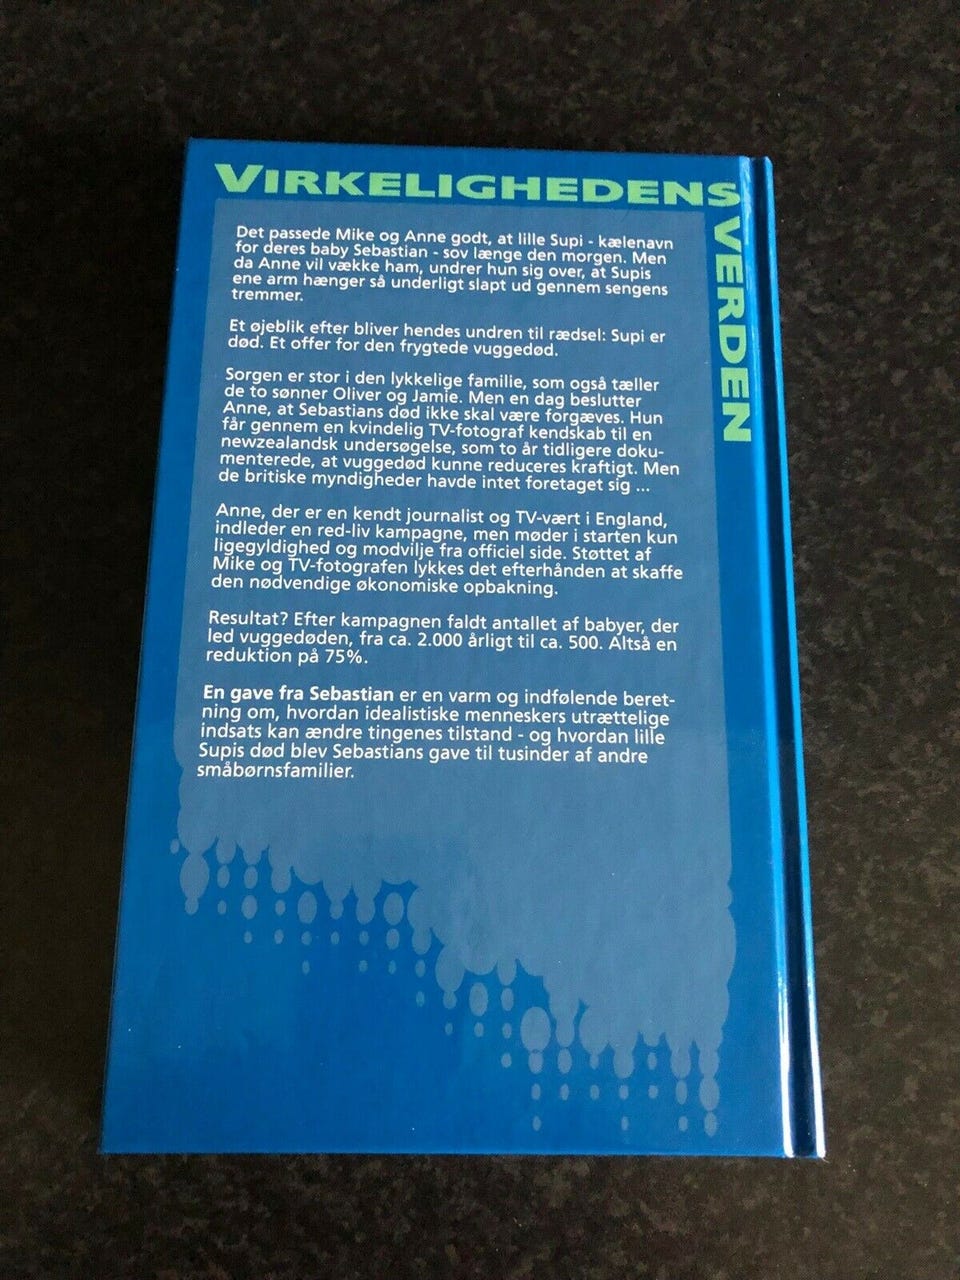 VIRKELIGHEDENS
VERDEN
Det passede Mike og Anne godt, at lille Supi - kælenavn
for deres baby Sebastian - sov længe den morgen. Men
da Anne vil vække ham, undrer hun sig over, at Supis
ene arm hænger så underligt slapt ud gennem sengens
tremmer.
Et øjeblik efter bliver hendes undren til rædsel: Supi er
død. Et offer for den frygtede vuggedød.
Sorgen er stor i den lykkelige familie, som også tæller
de to sønner Oliver og Jamie. Men en dag beslutter
Anne, at Sebastians død ikke skal være forgæves. Hun
får gennem en kvindelig TV-fotograf kendskab til en
newzealandsk undersøgelse, som to år tidligere doku-
menterede, at vuggedød kunne reduceres kraftigt. Men
de britiske myndigheder havde intet foretaget sig ...
Anne, der er en kendt journalist og TV-vært i England,
indleder en red-liv kampagne, men møder i starten kun
ligegyldighed og modvilje fra officiel side. Støttet af
Mike og TV-fotografen lykkes det efterhånden at skaffe
den nødvendige økonomiske opbakning.
Resultat? Efter kampagnen faldt antallet af babyer, der
led vuggedøden, fra ca. 2.000 årligt til ca. 500. Altså en
reduktion på 75%.
En gave fra Sebastian er en varm og indfølende beret-
ning om, hvordan idealistiske menneskers utrættelige
indsats kan ændre tingenes tilstand - og hvordan lille
Supis død blev Sebastians gave til tusinder af andre
småbørnsfamilier.